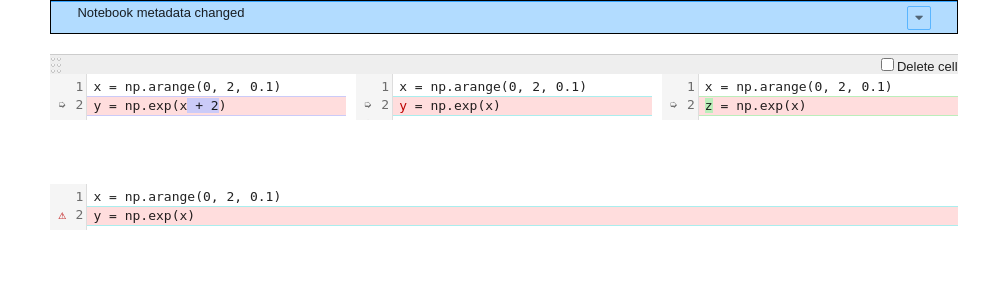 Notebook metadata changed
Delete cell
1 x = np.arange(0, 2, 0.1)
2 y = np.exp(x + 2)
1 x = np.arange(0, 2, 0.1)
2 y = np.exp(x)
1 x = np.arange(0, 2, 0.1)
2 z = np.exp(x)
1 x = np.arange(0, 2, 0.1)
2 y = np.exp(x)